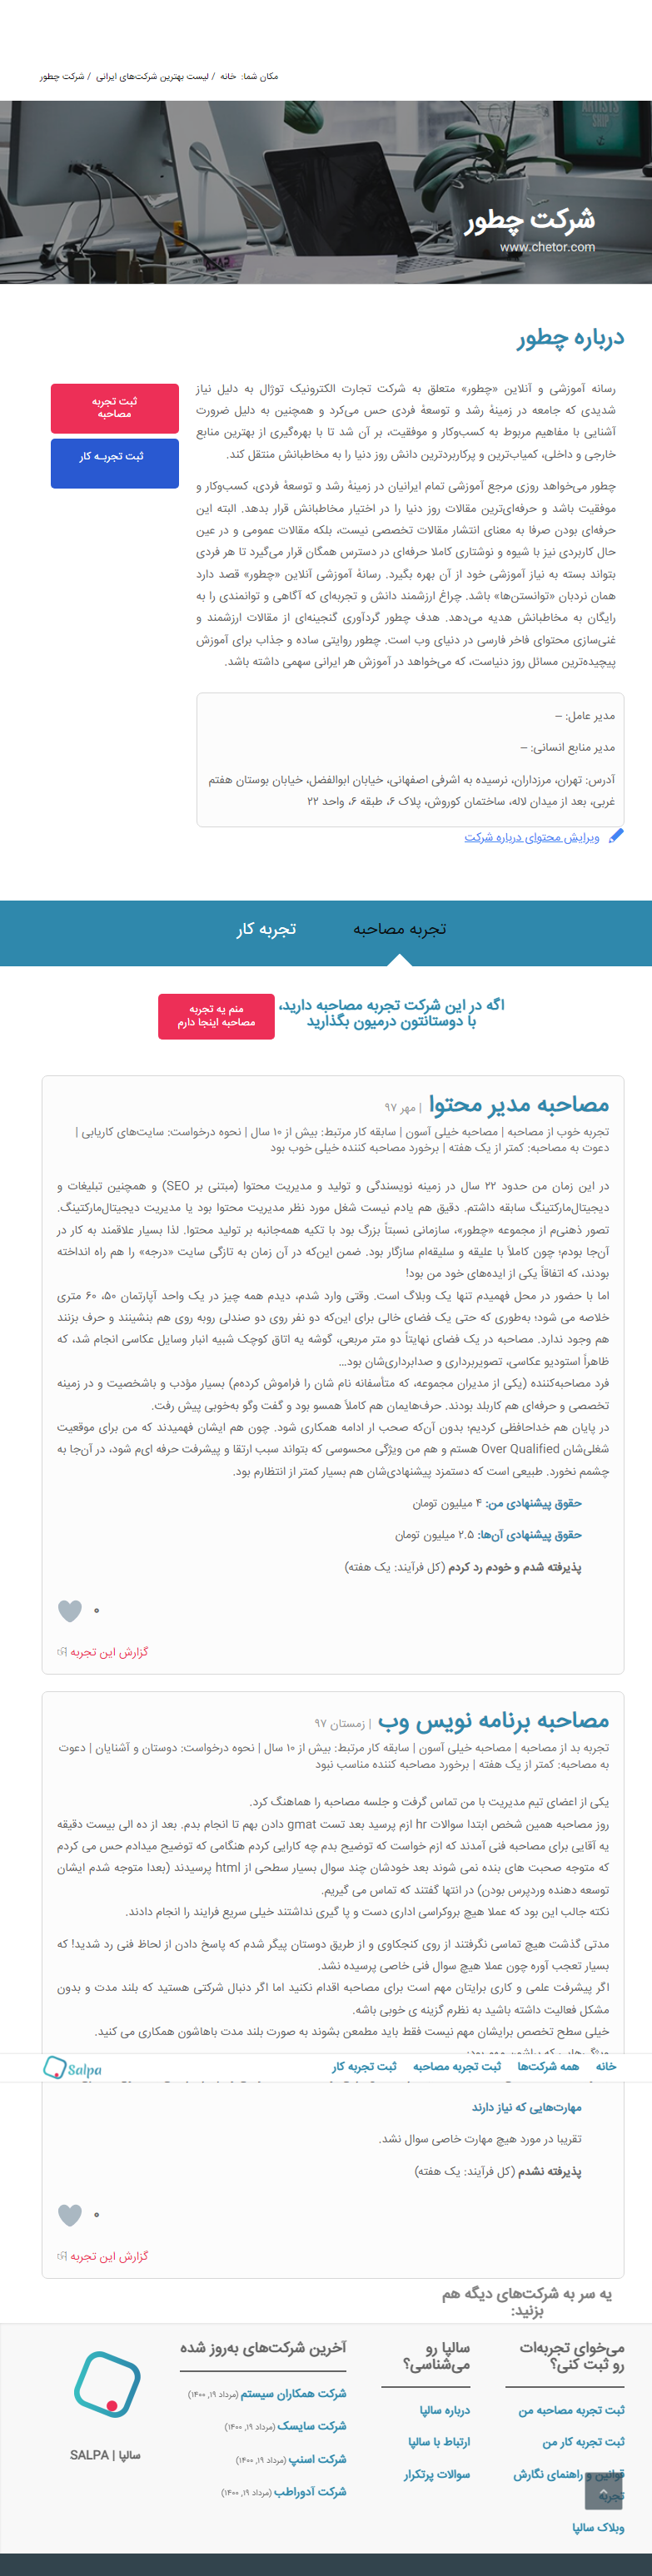 مکان شما: خانه / لیست بهترین شرکت‌های ایرانی / شرکت چطور
شرکت چطور
www.chetor.com
درباره چطور
رسانه آموزشی و آنلاین «چطور» متعلق به شرکت تجارت الکترونیک توژال به دلیل نیاز
شدیدی که جامعه در زمینهٔ رشد و توسعهٔ فردی حس می‌کرد و همچنین به دلیل ضرورت
آشنایی با مفاهیم مربوط به کسب‌وکار و موفقیت، بر آن شد تا با بهره‌گیری از بهترین منابع
خارجی و داخلی، کمیاب‌ترین و پرکاربردترین دانش روز دنیا را به مخاطبانش منتقل کند.
چطور می‌خواهد روزی مرجع آموزشی تمام ایرانیان در زمینهٔ رشد و توسعهٔ فردی، کسب‌وکار و
موفقیت باشد و حرفه‌ای‌ترین مقالات روز دنیا را در اختیار مخاطبانش قرار بدهد. البته این
حرفه‌ای بودن صرفا به معنای انتشار مقالات تخصصی نیست، بلکه مقالات عمومی و در عین
حال کاربردی نیز با شیوه و نوشتاری کاملا حرفه‌ای در دسترس همگان قرار می‌گیرد تا هر فردی
بتواند بسته به نیاز آموزشی خود از آن بهره بگیرد. رسانهٔ آموزشی آنلاین «چطور» قصد دارد
همان نردبان «توانستن‌ها» باشد. چراغ ارزشمند دانش و تجربه‌ای که آگاهی و توانمندی را به
رایگان به مخاطبانش هدیه می‌دهد. هدف چطور گردآوری گنجینه‌ای از مقالات ارزشمند و
غنی‌سازی محتوای فاخر فارسی در دنیای وب است. چطور روایتی ساده و جذاب برای آموزش
پیچیده‌ترین مسائل روز دنیاست، که می‌خواهد در آموزش هر ایرانی سهمی داشته باشد.
ثبت تجربه
مصاحبه
ثبت تجربـه کار
مدیر عامل: –
مدیر منابع انسانی: –
آدرس: تهران، مرزداران، نرسیده به اشرفی اصفهانی، خیابان ابوالفضل، خیابان بوستان هفتم
غربی، بعد از میدان لاله، ساختمان کوروش، پلاک ۶، طبقه ۶، واحد ۲۲
ویرایش محتوای درباره شرکت
تجربه مصاحبه
تجربه کار
اگه در این شرکت تجربه مصاحبه دارید،
با دوستانتون درمیون بگذارید
منم یه تجربه
مصاحبه اینجا دارم
مصاحبه مدیر محتوا | مهر ۹۷
تجربه خوب از مصاحبه | مصاحبه خیلی آسون | سابقه کار مرتبط: بیش از ۱۰ سال | نحوه درخواست: سایت‌های کاریابی |
دعوت به مصاحبه: کمتر از یک هفته | برخورد مصاحبه کننده خیلی خوب بود
در این زمان من حدود ۲۲ سال در زمینه نویسندگی و تولید و مدیریت محتوا (مبتنی بر SEO) و همچنین تبلیغات و
دیجیتال‌مارکتینگ سابقه داشتم. دقیق هم یادم نیست شغل مورد نظر مدیریت محتوا بود یا مدیریت دیجیتال‌مارکتینگ.
تصور ذهنی‌م از مجموعه «چطور»، سازمانی نسبتاً بزرگ بود با تکیه همه‌جانبه بر تولید محتوا. لذا بسیار علاقمند به کار در
آن‌جا بودم؛ چون کاملاً با علیقه و سلیقه‌ام سازگار بود. ضمن این‌که در آن زمان به تازگی سایت «درجه» را هم راه انداخته
بودند، که اتفاقاً یکی از ایده‌های خود من بود!
اما با حضور در محل فهمیدم تنها یک وبلاگ است. وقتی وارد شدم، دیدم همه چیز در یک واحد آپارتمان ۵۰، ۶۰ متری
خلاصه می شود؛ به‌طوری که حتی یک فضای خالی برای این‌که دو نفر روی دو صندلی روبه روی هم بنشینند و حرف بزنند
هم وجود ندارد. مصاحبه در یک فضای نهایتاً دو متر مربعی، گوشه یه اتاق کوچک شبیه انبار وسایل عکاسی انجام شد، که
ظاهراً استودیو عکاسی، تصویربرداری و صدابرداری‌شان بود…
فرد مصاحبه‌کننده (یکی از مدیران مجموعه، که متأسفانه نام شان را فراموش کرده‌م) بسیار مؤدب و باشخصیت و در زمینه
تخصصی و حرفه‌ای هم کاربلد بودند. حرف‌هایمان هم کاملاً همسو بود و گفت وگو به‌خوبی پیش رفت.
در پایان هم خداحافظی کردیم؛ بدون آن‌که صحب ار ادامه همکاری شود. چون هم ایشان فهمیدند که من برای موقعیت
شغلی‌شان Over Qualified هستم و هم من ویژگی محسوسی که بتواند سبب ارتقا و پیشرفت حرفه ای‌م شود، در آن‌جا به
چشمم نخورد. طبیعی است که دستمزد پیشنهادی‌شان هم بسیار کمتر از انتظارم بود.
حقوق پیشنهادی من: ۴ میلیون تومان
حقوق پیشنهادی آن‌ها: ۲.۵ میلیون تومان
پذیرفته شدم و خودم رد کردم (کل فرآیند: یک هفته)
۰
گزارش این تجربه
مصاحبه برنامه نویس وب | زمستان ۹۷
تجربه بد از مصاحبه | مصاحبه خیلی آسون | سابقه کار مرتبط: بیش از ۱۰ سال | نحوه درخواست: دوستان و آشنایان | دعوت
به مصاحبه: کمتر از یک هفته | برخورد مصاحبه کننده مناسب نبود
یکی از اعضای تیم مدیریت با من تماس گرفت و جلسه مصاحبه را هماهنگ کرد.
روز مصاحبه همین شخص ابتدا سوالات hr ازم پرسید بعد تست gmat دادن بهم تا انجام بدم. بعد از ده الی بیست دقیقه
یه آقایی برای مصاحبه فنی آمدند که ازم خواست که توضیح بدم چه کارایی کردم هنگامی که توضیح میدادم حس می کردم
که متوجه صحبت های بنده نمی شوند بعد خودشان چند سوال بسیار سطحی از html پرسیدند (بعدا متوجه شدم ایشان
توسعه دهنده وردپرس بودن) در انتها گفتند که تماس می گیریم.
نکته جالب این بود که عملا هیچ بروکراسی اداری دست و پا گیری نداشتند خیلی سریع فرایند را انجام دادند.
مدتی گذشت هیچ تماسی نگرفتند از روی کنجکاوی و از طریق دوستان پیگر شدم که پاسخ دادن از لحاظ فنی رد شدید! که
بسیار تعجب آوره چون عملا هیچ سوال فنی خاصی پرسیده نشد.
اگر پیشرفت علمی و کاری برایتان مهم است برای مصاحبه اقدام نکنید اما اگر دنبال شرکتی هستید که بلند مدت و بدون
مشکل فعالیت داشته باشید به نظرم گزینه ی خوبی باشه.
خیلی سطح تخصص برایشان مهم نیست فقط باید مطمعن بشوند به صورت بلند مدت باهاشون همکاری می کنید.
خانه
همه شرکت‌ها
ثبت تجربه مصاحبه
ثبت تجربه کار
Salpa
مهارت‌هایی که نیاز دارند
تقریبا در مورد هیچ مهارت خاصی سوال نشد.
پذیرفته نشدم (کل فرآیند: یک هفته)
۰
گزارش این تجربه
یه سر به شرکت‌های دیگه هم
بزنید:
می‌خوای تجربه‌ات
رو ثبت کنی؟
ثبت تجربه مصاحبه من
ثبت تجربه کار من
قوانین و راهنمای نگارش
تجربه
وبلاگ سالپا
سالپا رو
می‌شناسی؟
درباره سالپا
ارتباط با سالپا
سوالات پرتکرار
آخرین شرکت‌های به‌روز شده
شرکت همکاران سیستم (مرداد ۱۹, ۱۴۰۰)
شرکت سایسک (مرداد ۱۹, ۱۴۰۰)
شرکت اسنپ (مرداد ۱۹, ۱۴۰۰)
شرکت آدوراطب (مرداد ۱۹, ۱۴۰۰)
سالپا | SALPA